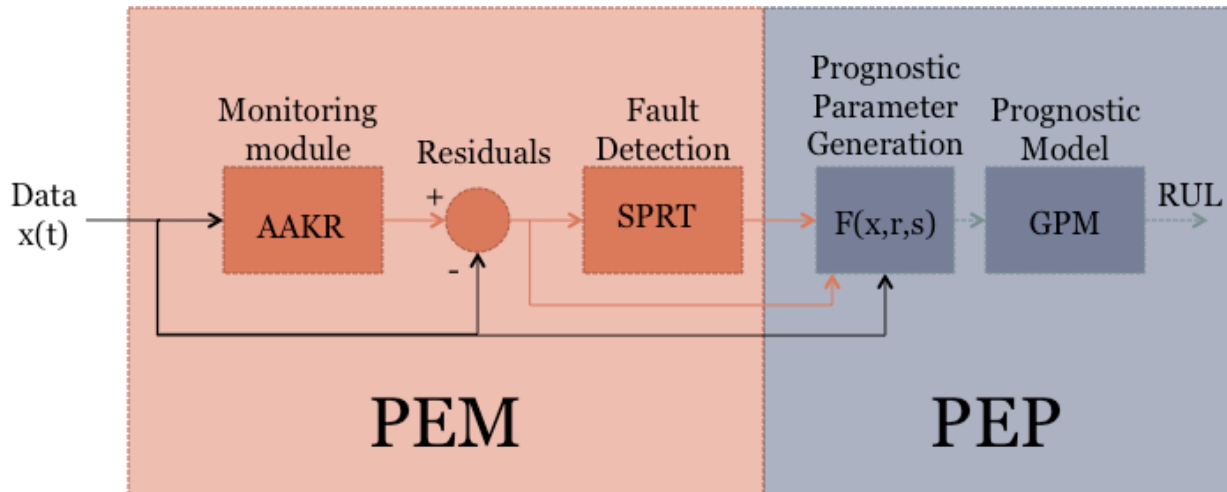 Data
x(t)
Monitoring
module
AAKR
Residuals
+
-
Fault
Detection
SPRT
Prognostic
Parameter
Generation
F(x,r,s)
Prognostic
Model
GPM
RUL
PEM
PEP